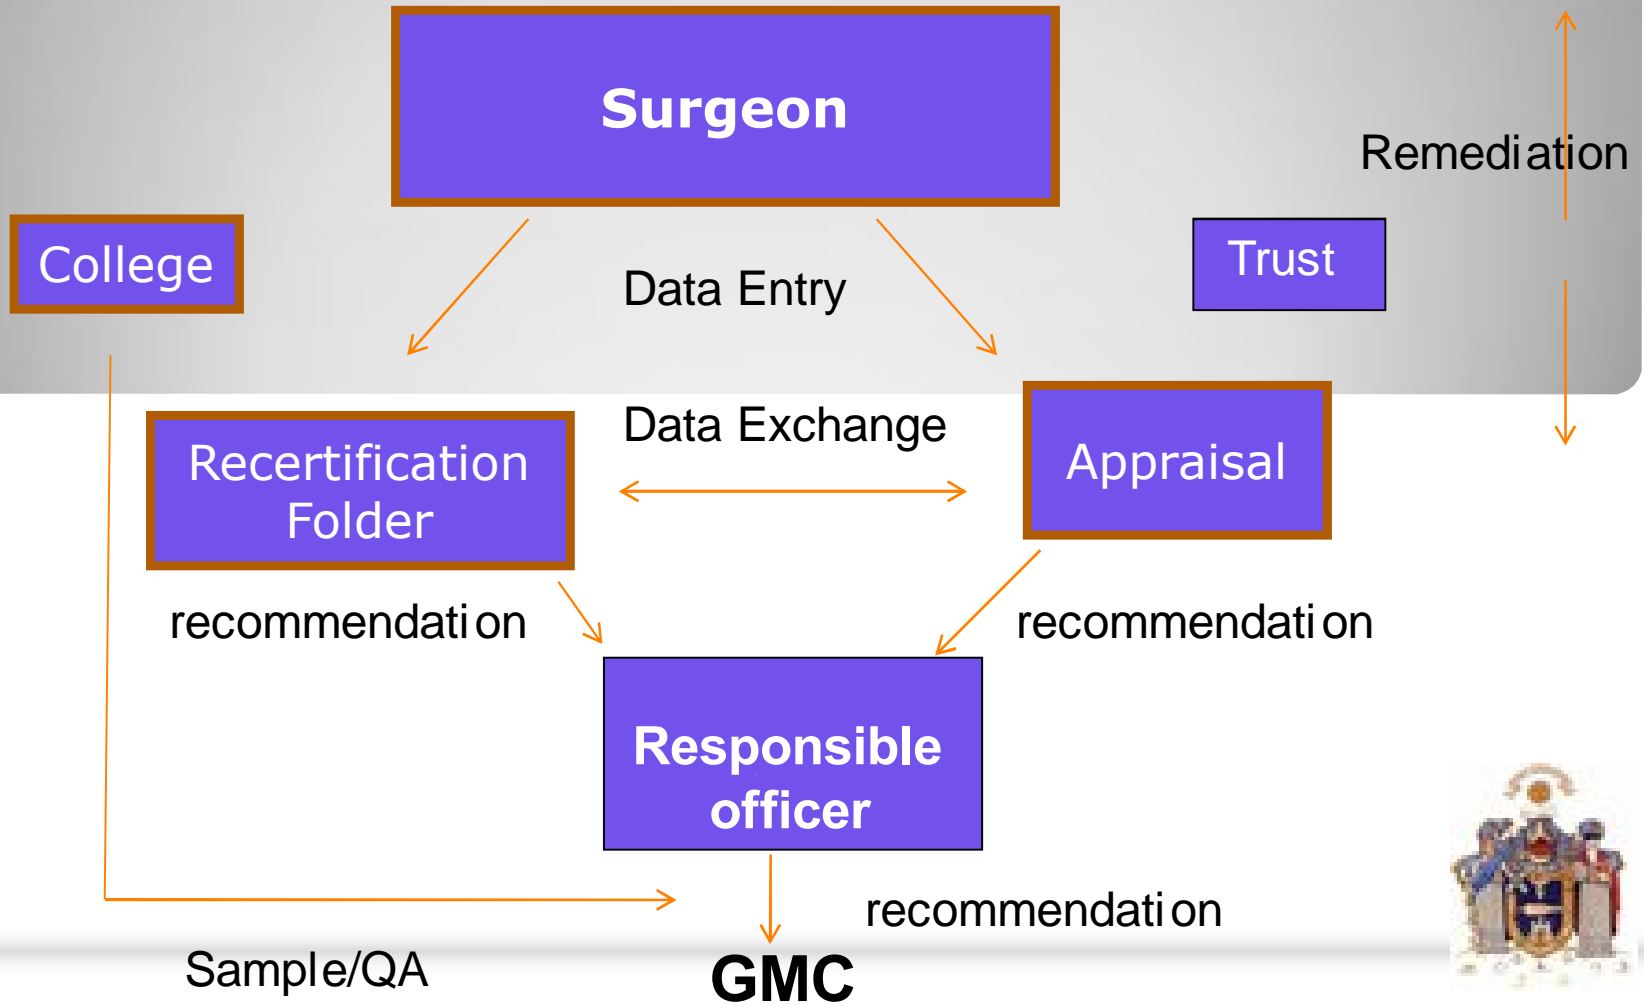 Surgeon
Remediation
College
Trust
Data Entry
Data Exchange
Recertification
Folder
Appraisal
recommendation
recommendation
Responsible
officer
recommendation
Sample/QA
GMC